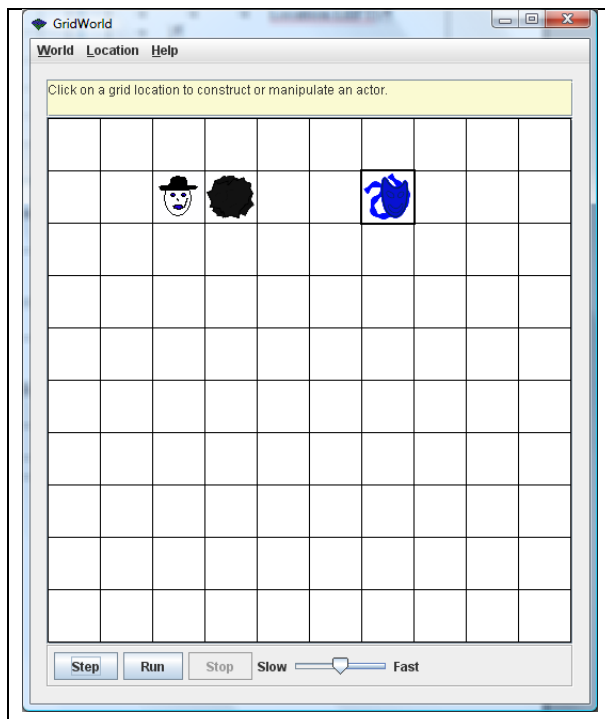 GridWorld
World Location Help
Click on a grid location to construct or manipulate an actor.
Step Run Stop Slow Fast